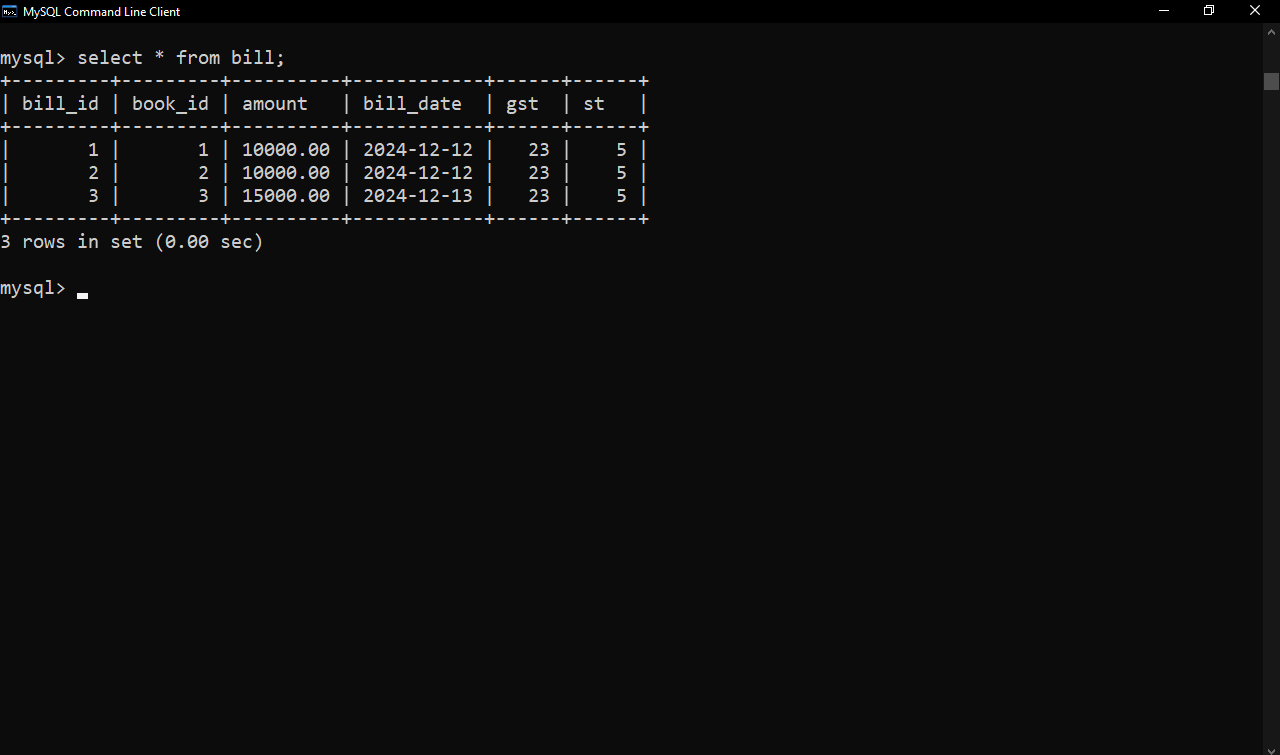 MySQL Command Line Client
mysql> select * from bill;
+---------+---------+----------+------------+------+------+
| bill_id | book_id | amount   | bill_date  | gst  | st   |
+---------+---------+----------+------------+------+------+
|       1 |       1 | 10000.00 | 2024-12-12 |   23 |    5 |
|       2 |       2 | 10000.00 | 2024-12-12 |   23 |    5 |
|       3 |       3 | 15000.00 | 2024-12-13 |   23 |    5 |
+---------+---------+----------+------------+------+------+
3 rows in set (0.00 sec)
mysql>